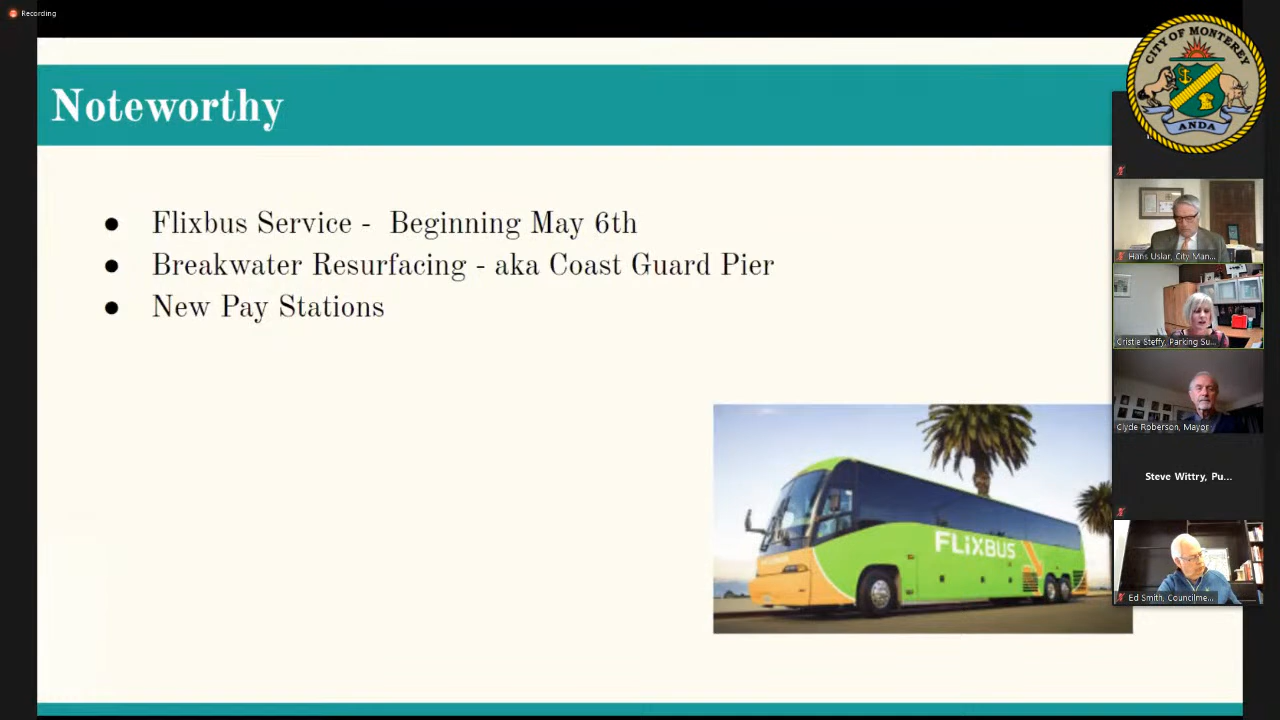 Recording
Noteworthy
● Flixbus Service - Beginning May 6th
● Breakwater Resurfacing - aka Coast Guard Pier
● New Pay Stations
FLiXBUS
CITY OF MONTEREY
ANDA
Hans Uslar, City Man...
Cristie Steffy, Parking Su...
Clyde Roberson, Mayor
Steve Wittry, Pu...
Ed Smith, Councilme...